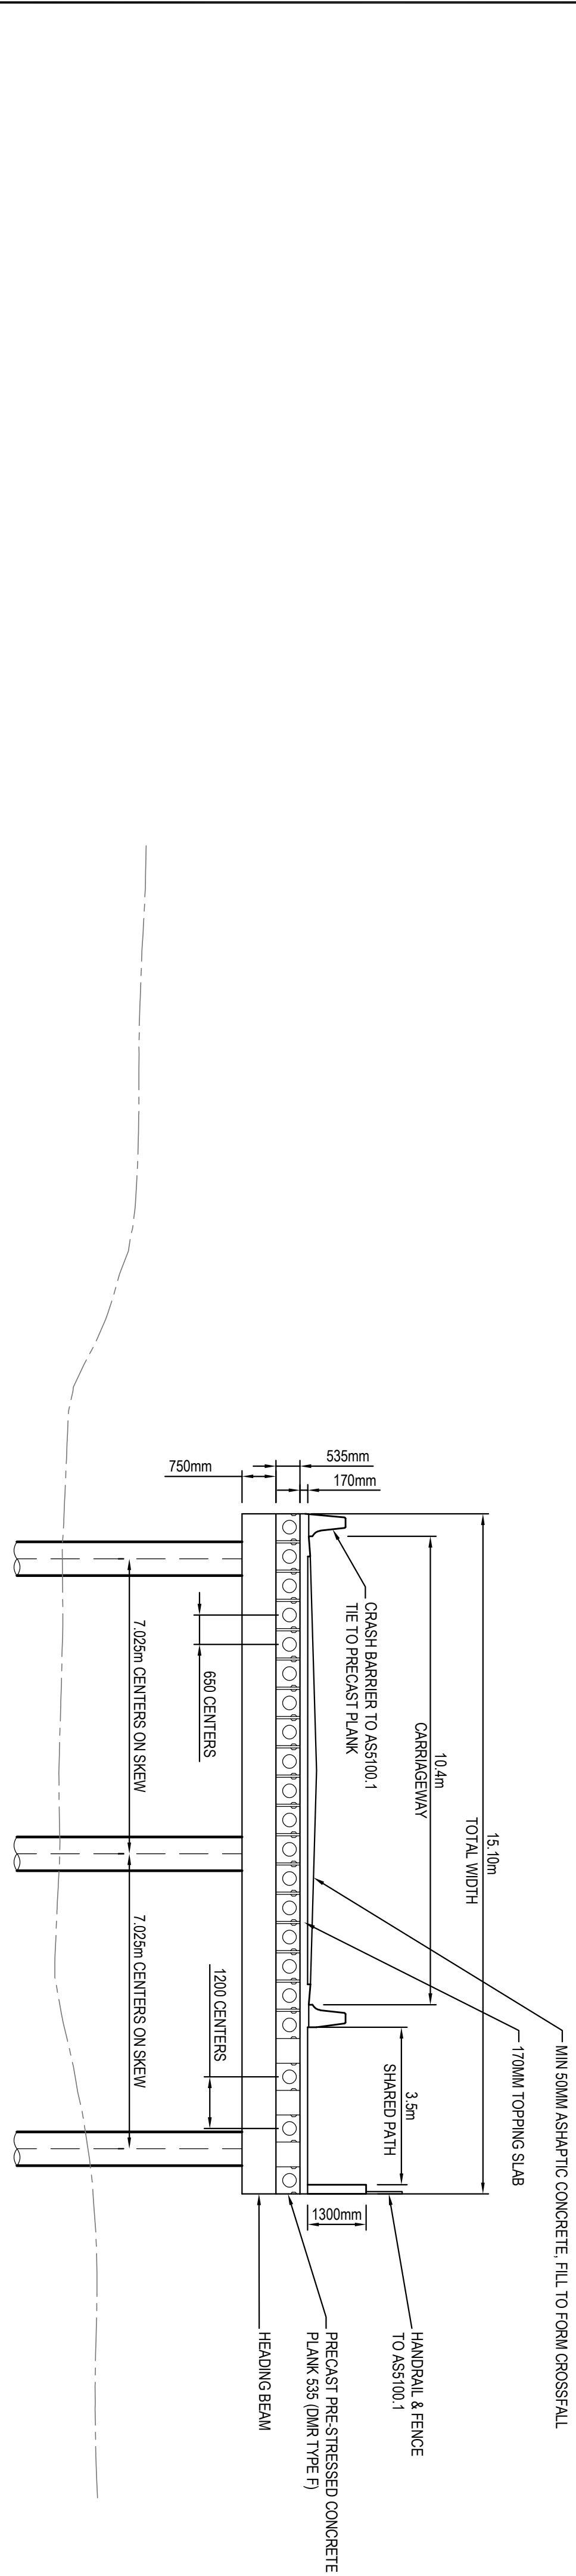 MIN 50MM ASHAPTIC CONCRETE, FILL TO FORM CROSSFALL
170MM TOPPING SLAB
15.10m
TOTAL WIDTH
10.4m
CARRIAGEWAY
3.5m
SHARED PATH
HANDRAIL & FENCE
TO AS5100.1
CRASH BARRIER TO AS5100.1
TIE TO PRECAST PLANK
535mm
170mm
1300mm
PRECAST PRE-STRESSED CONCRETE
PLANK 535 (DMR TYPE F)
750mm
HEADING BEAM
650 CENTERS
1200 CENTERS
7.025m CENTERS ON SKEW
7.025m CENTERS ON SKEW